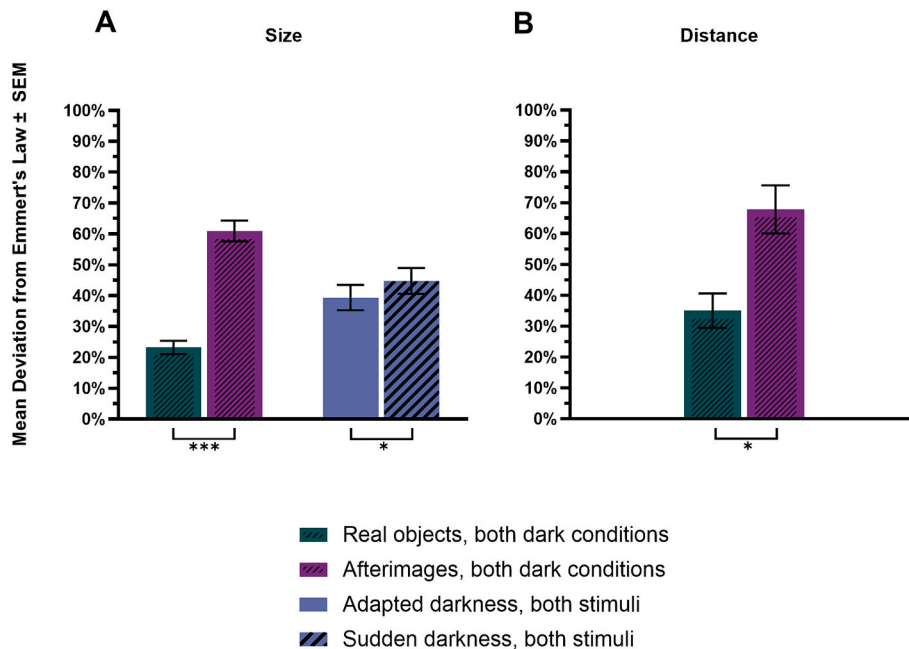 A
Size
B
Distance
Mean Deviation from Emmert's Law ± SEM
100%
90%
80%
70%
60%
50%
40%
30%
20%
10%
0%
***
*
100%
90%
80%
70%
60%
50%
40%
30%
20%
10%
0%
*
Real objects, both dark conditions
Afterimages, both dark conditions
Adapted darkness, both stimuli
Sudden darkness, both stimuli